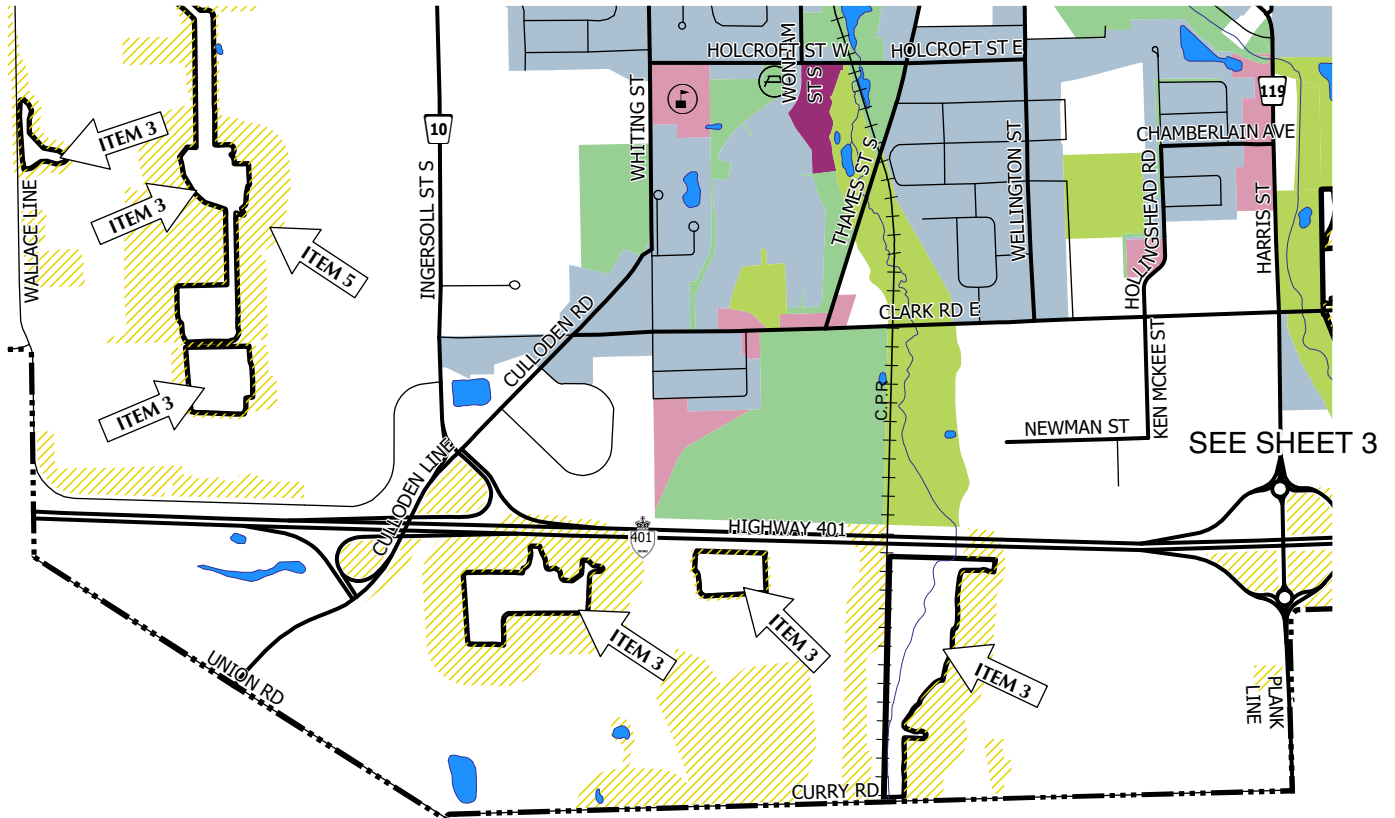 HOLCROFT ST W
HOLCROFT ST E
WONHAM
ST S
119
10
CHAMBERLAIN AVE
ITEM 3
WHITING ST
THAMES ST S
WELLINGTON ST
HOLLINGSHEAD RD
HARRIS ST
WALLACE LINE
ITEM 3
INGERSOLL ST S
ITEM 5
CLARK RD E
CULLODEN RD
ITEM 3
C.P.R.
KEN MCKEE ST
NEWMAN ST
SEE SHEET 3
CULLODEN LINE
HIGHWAY 401
401
ITEM 3
ITEM 3
ITEM 3
UNION RD
PLANK
LINE
CURRY RD